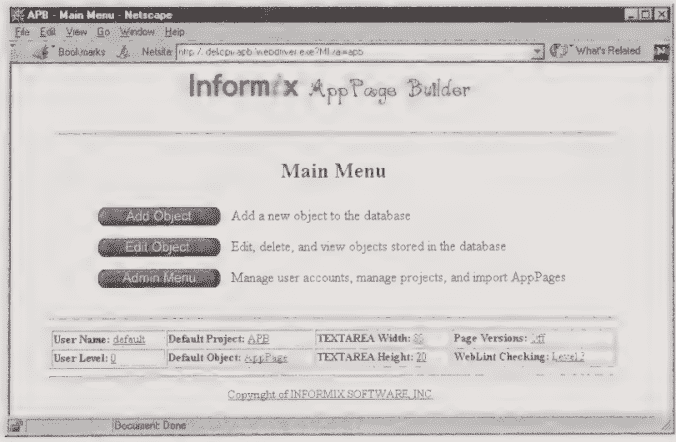 APB - Main Menu - Netscape
File Edit View Go Window Help
Bookmarks Netsite: What's Related
Informix AppPage Builder
Main Menu
Add Object Add a new object to the database
Edit Object Edit, delete, and view objects stored in the database
Admin Menu Manage user accounts, manage projects, and import AppPages
User Name: default Default Project: APB TEXTAREA Width: Page Versions: Off
User Level: 0 Default Object: AppPage TEXTAREA Height: 20 WebLint Checking: Level 2
Copyright of INFORMIX SOFTWARE, INC.
Document: Done